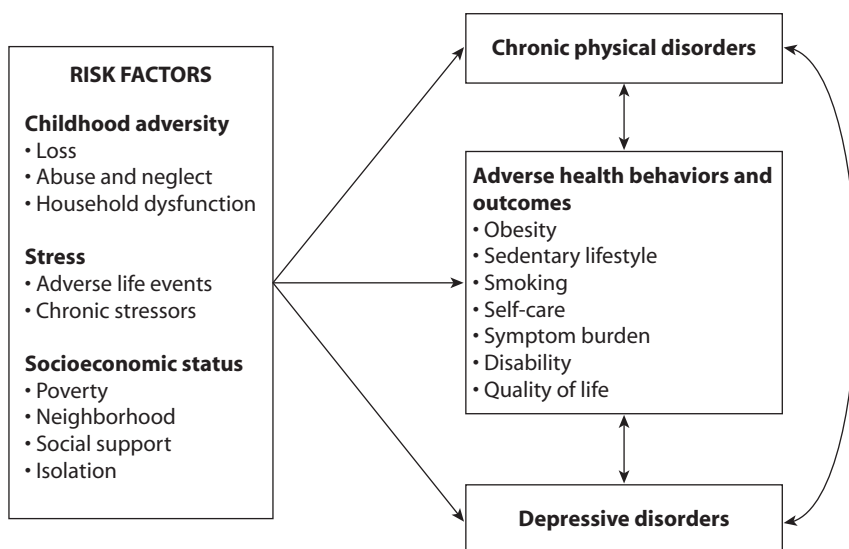 RISK FACTORS
Childhood adversity
• Loss
• Abuse and neglect
• Household dysfunction
Stress
• Adverse life events
• Chronic stressors
Socioeconomic status
• Poverty
• Neighborhood
• Social support
• Isolation
Chronic physical disorders
Adverse health behaviors and
outcomes
• Obesity
• Sedentary lifestyle
• Smoking
• Self-care
• Symptom burden
• Disability
• Quality of life
Depressive disorders